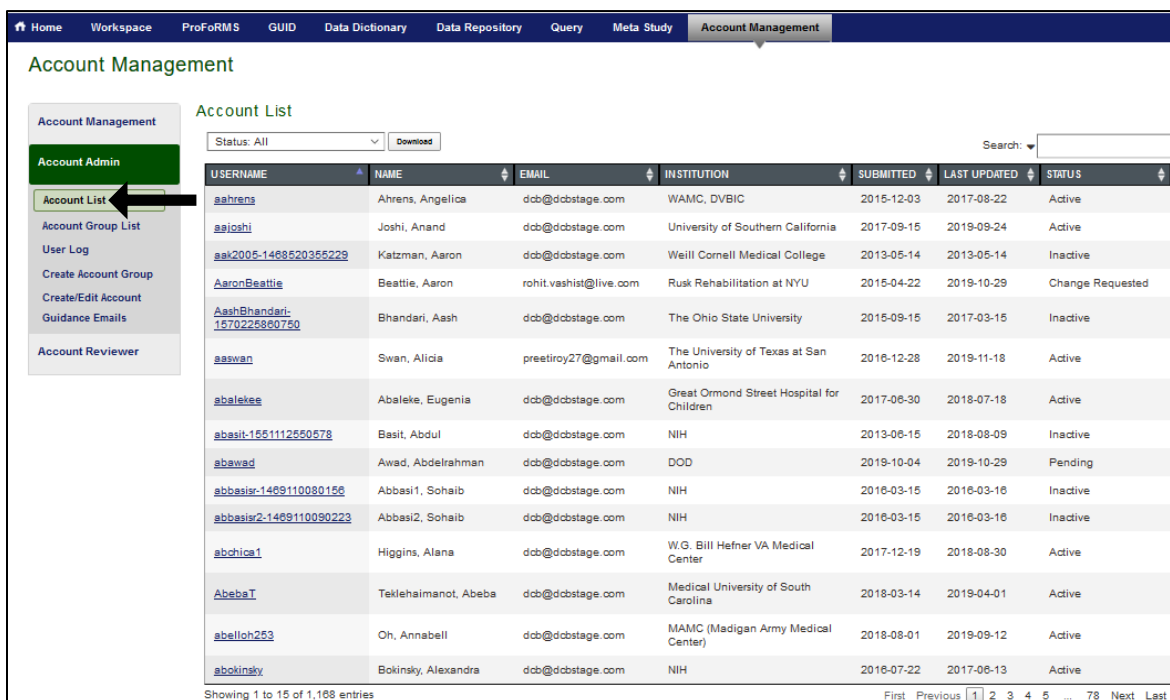 Home Workspace ProFoRMS GUID Data Dictionary Data Repository Query Meta Study Account Management
Account Management
Account Management
Account Admin
Account List
Account Group List
User Log
Create Account Group
Create/Edit Account
Guidance Emails
Account Reviewer
Account List
Status: All Download Search:
USERNAME NAME EMAIL INSTITUTION SUBMITTED LAST UPDATED STATUS
aahrens Ahrens, Angelica dcb@dcbstage.com WAMC, DVBIC 2015-12-03 2017-08-22 Active
aajoshi Joshi, Anand dcb@dcbstage.com University of Southern California 2017-09-15 2019-09-24 Active
aak2005-1468520355229 Katzman, Aaron dcb@dcbstage.com Weill Cornell Medical College 2013-05-14 2013-05-14 Inactive
AaronBeattie Beattie, Aaron rohit.vashist@live.com Rusk Rehabilitation at NYU 2015-04-22 2019-10-29 Change Requested
AashBhandari-
1570225860750 Bhandari, Aash dcb@dcbstage.com The Ohio State University 2015-09-15 2017-03-15 Inactive
aaswan Swan, Alicia preetiroy27@gmail.com The University of Texas at San
Antonio 2016-12-28 2019-11-18 Active
abalekee Abaleke, Eugenia dcb@dcbstage.com Great Ormond Street Hospital for
Children 2017-06-30 2018-07-18 Active
abasit-1551112550578 Basit, Abdul dcb@dcbstage.com NIH 2013-06-15 2018-08-09 Inactive
abawad Awad, Abdelrahman dcb@dcbstage.com DOD 2019-10-04 2019-10-29 Pending
abbasisr-1469110080156 Abbasi1, Sohaib dcb@dcbstage.com NIH 2016-03-15 2016-03-16 Inactive
abbasisr2-1469110090223 Abbasi2, Sohaib dcb@dcbstage.com NIH 2016-03-15 2016-03-16 Inactive
abchica1 Higgins, Alana dcb@dcbstage.com W.G. Bill Hefner VA Medical
Center 2017-12-19 2018-08-30 Active
AbebaT Teklehaimanot, Abeba dcb@dcbstage.com Medical University of South
Carolina 2018-03-14 2019-04-01 Active
abelloh253 Oh, Annabell dcb@dcbstage.com MAMC (Madigan Army Medical
Center) 2018-08-01 2019-09-12 Active
abokinsky Bokinsky, Alexandra dcb@dcbstage.com NIH 2016-07-22 2017-06-13 Active
Showing 1 to 15 of 1,168 entries First Previous 1 2 3 4 5 ... 78 Next Last